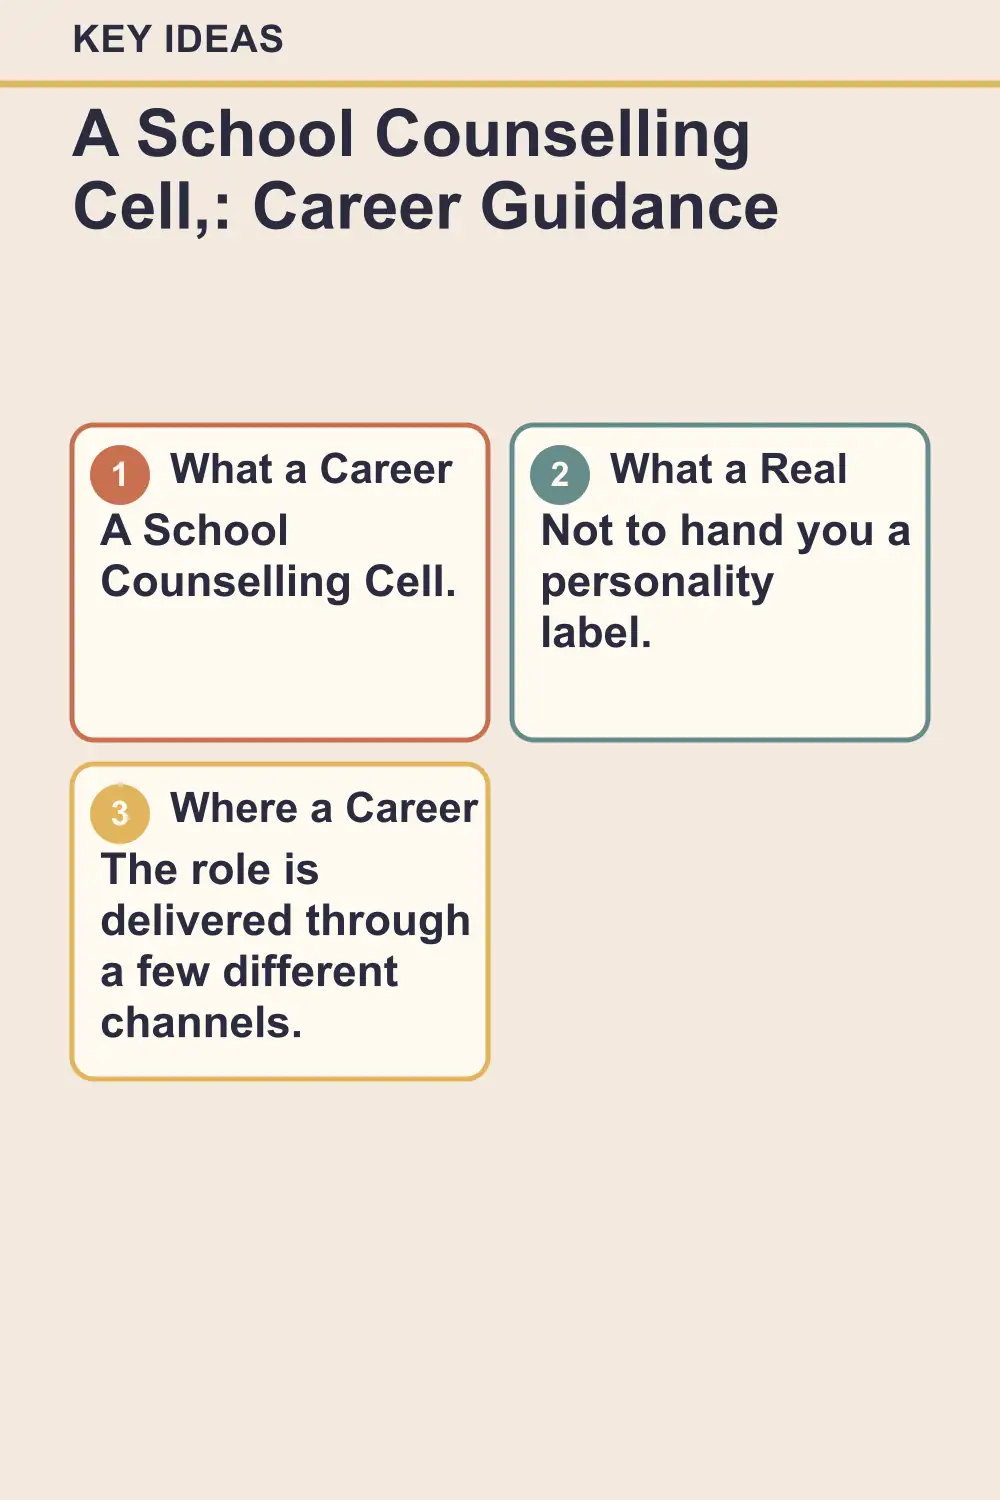 KEY IDEAS
A School Counselling
Cell,: Career Guidance
1 What a Career
A School
Counselling Cell.
2 What a Real
Not to hand you a
personality
label.
3 Where a Career
The role is
delivered through
a few different
channels.